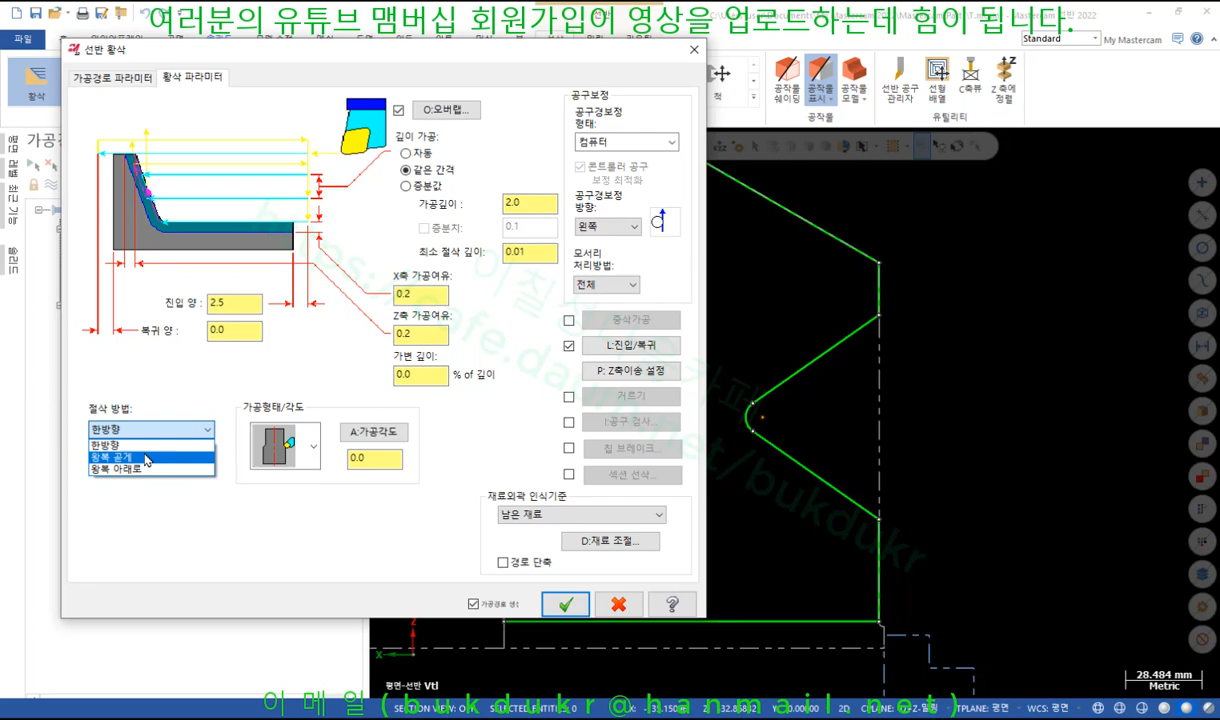 여러분의 유튜브 맴버십 회원가입이 영상을 업로드하는데 힘이 됩니다.
파일
Standard
My Mastercam
선반 황삭
가공경로 파라미터
황삭 파라미터
황삭
O:오버랩...
깊이 가공:
자동
같은 간격
증분값
가공깊이 :
2.0
증분치:
0.1
최소 절삭 깊이:
0.01
X축 가공여유:
0.2
Z축 가공여유:
0.2
가변 깊이:
0.0
% of 깊이
진입 양 :
2.5
복귀 양 :
0.0
절삭 방법:
한방향
한방향
왕복 곧게
왕복 아래로
가공형태/각도
A:가공각도
0.0
공구보정
공구경보정
형태:
컴퓨터
콘트롤러 공구
보정 최적화
공구경보정
방향:
왼쪽
모서리
처리방법:
전체
중삭가공
L:진입/복귀
P: Z축이송 설정
거르기
I:공구 검사...
칩 브레이크...
섹션 선삭...
재료외곽 인식기준
남은 재료
D:재료 조절...
경로 단축
가공경로 생성
공작물
쉐이딩
공작물
표시
공작물
모델
공작물
선반 공구
관리자
선형
배열
C축류
Z 축에
정렬
유틸리티
28.484 mm
Metric
X
Z
평면-선반 Vtl
이 메 일 ( b u k d u k r @ h a n m a i l . n e t )
SECTION VIEW: OFF
SELECTED ENTITIES: 0
2D
TPLANE: 평면
WCS: 평면